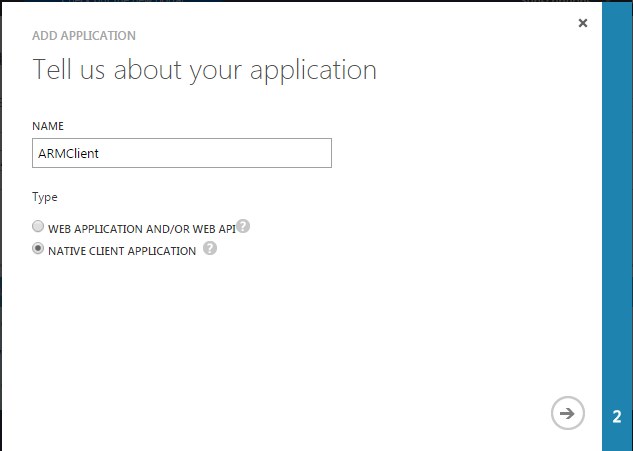 ADD APPLICATION
Tell us about your application
NAME
ARMClient
Type
WEB APPLICATION AND/OR WEB API ?
NATIVE CLIENT APPLICATION ?
2